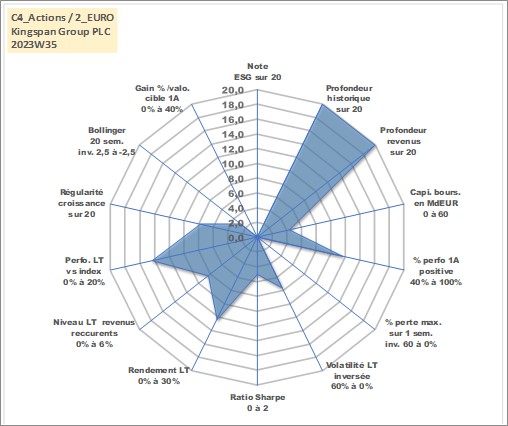 C4_Actions / 2_EURO
Kingspan Group PLC
2023W35
Note
ESG sur 20
Profondeur
historique
sur 20
Profondeur
revenus
sur 20
Capi. bours.
en MdEUR
0 à 60
% perfo 1A
positive
40% à 100%
% perte max.
sur 1 sem.
inv. 60 à 0%
Volatilité LT
inversée
60% à 0%
Ratio Sharpe
0 à 2
Rendement LT
0% à 30%
Niveau LT revenus
reccurents
0% à 6%
Perfo. LT
vs index
0% à 20%
Régularité
croissance
sur 20
Bollinger
20 sem.
inv. 2,5 à -2,5
Gain % /valo.
cible 1A
0% à 40%
20,0
18,0
16,0
14,0
12,0
10,0
8,0
6,0
4,0
2,0
0,0